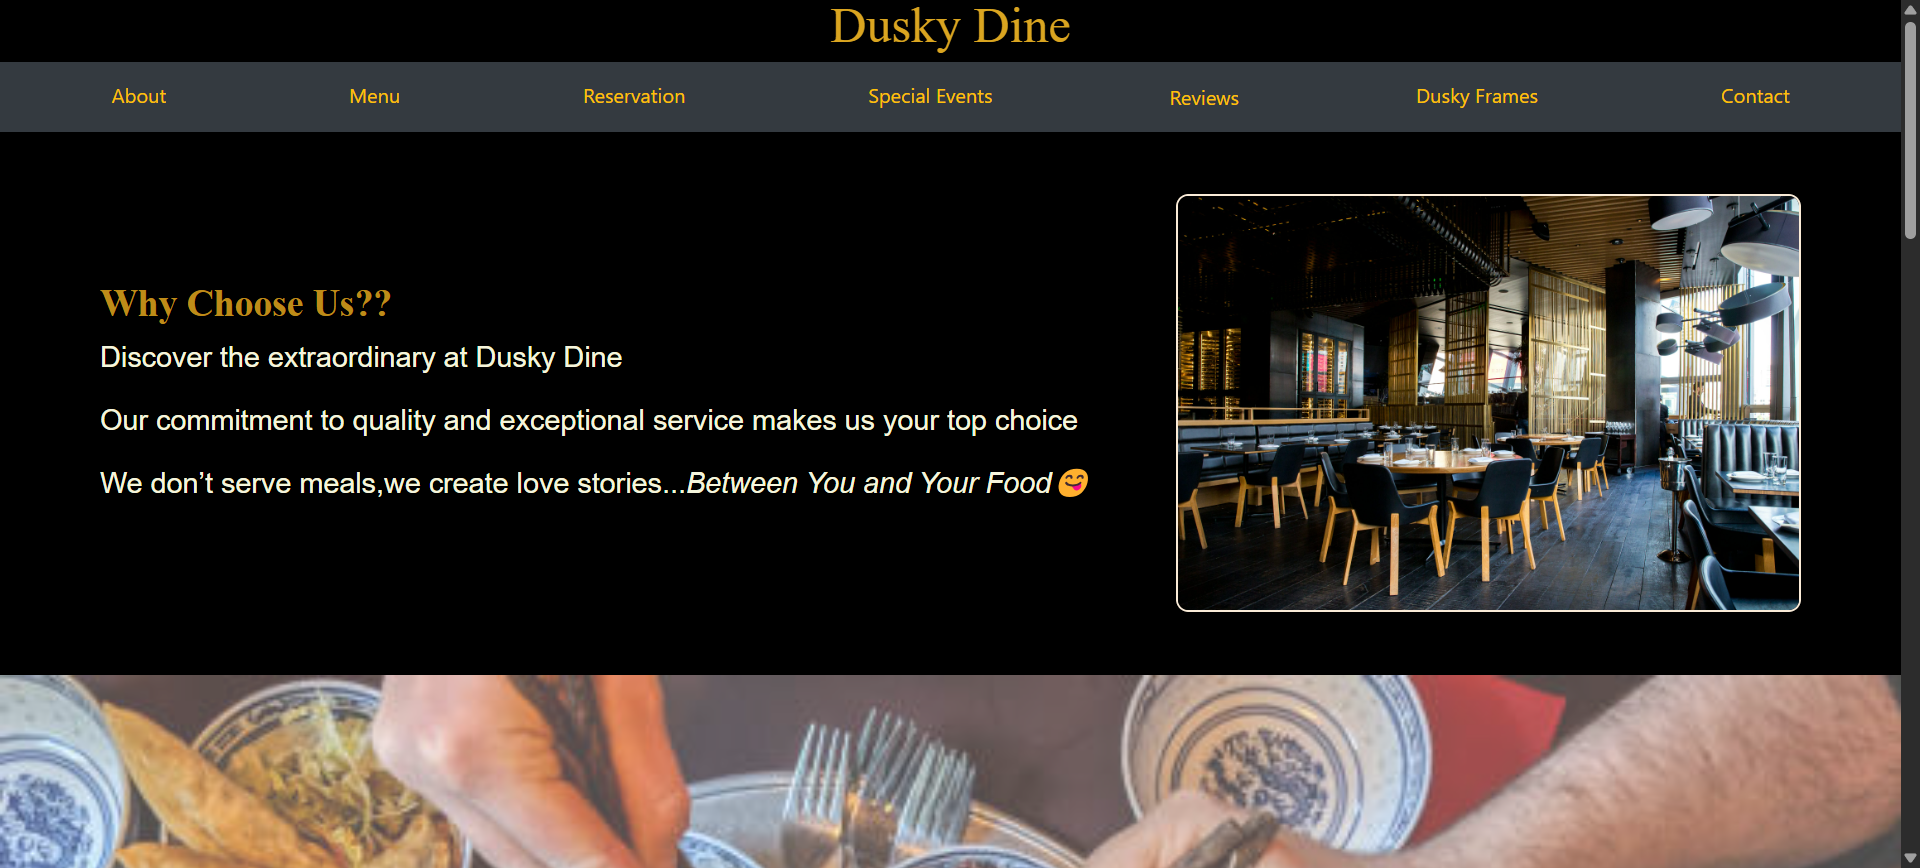 Dusky Dine
About Menu Reservation Special Events Reviews Dusky Frames Contact
Why Choose Us??
Discover the extraordinary at Dusky Dine
Our commitment to quality and exceptional service makes us your top choice
We don’t serve meals,we create love stories...Between You and Your Food😋